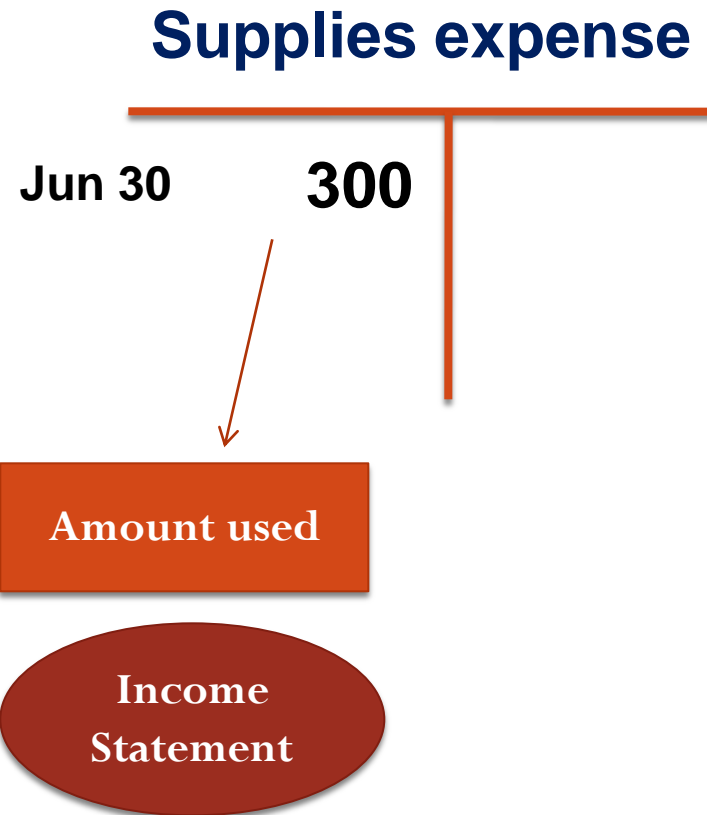 Supplies expense
Jun 30 300
Amount used
Income
Statement